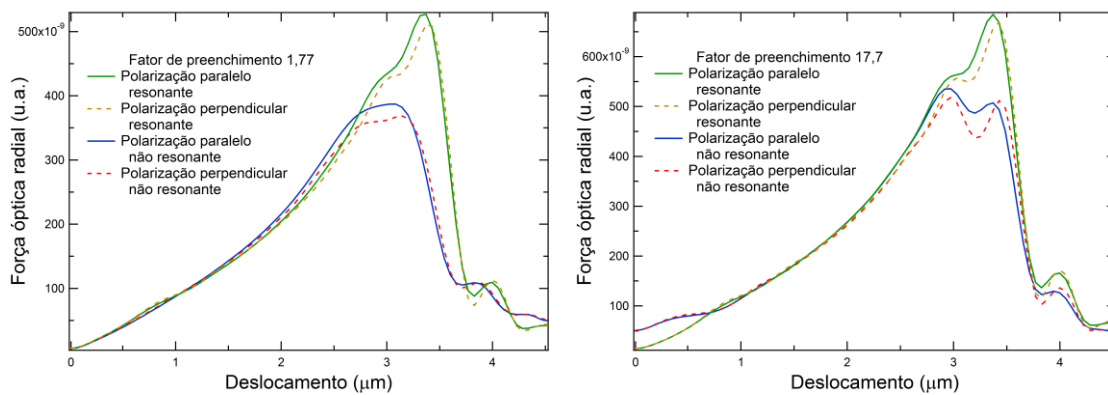 500x10⁻⁹
400
300
200
100
Força óptica radial (u.a.)
Fator de preenchimento 1,77
Polarização paralelo
resonante
Polarização perpendicular
resonante
Polarização paralelo
não resonante
Polarização perpendicular
não resonante
0 1 2 3 4
Deslocamento (µm)
600x10⁻⁹
500
400
300
200
100
Força óptica radial (u.a.)
Fator de preenchimento 17,7
Polarização paralelo
resonante
Polarização perpendicular
resonante
Polarização paralelo
não resonante
Polarização perpendicular
não resonante
0 1 2 3 4
Deslocamento (µm)